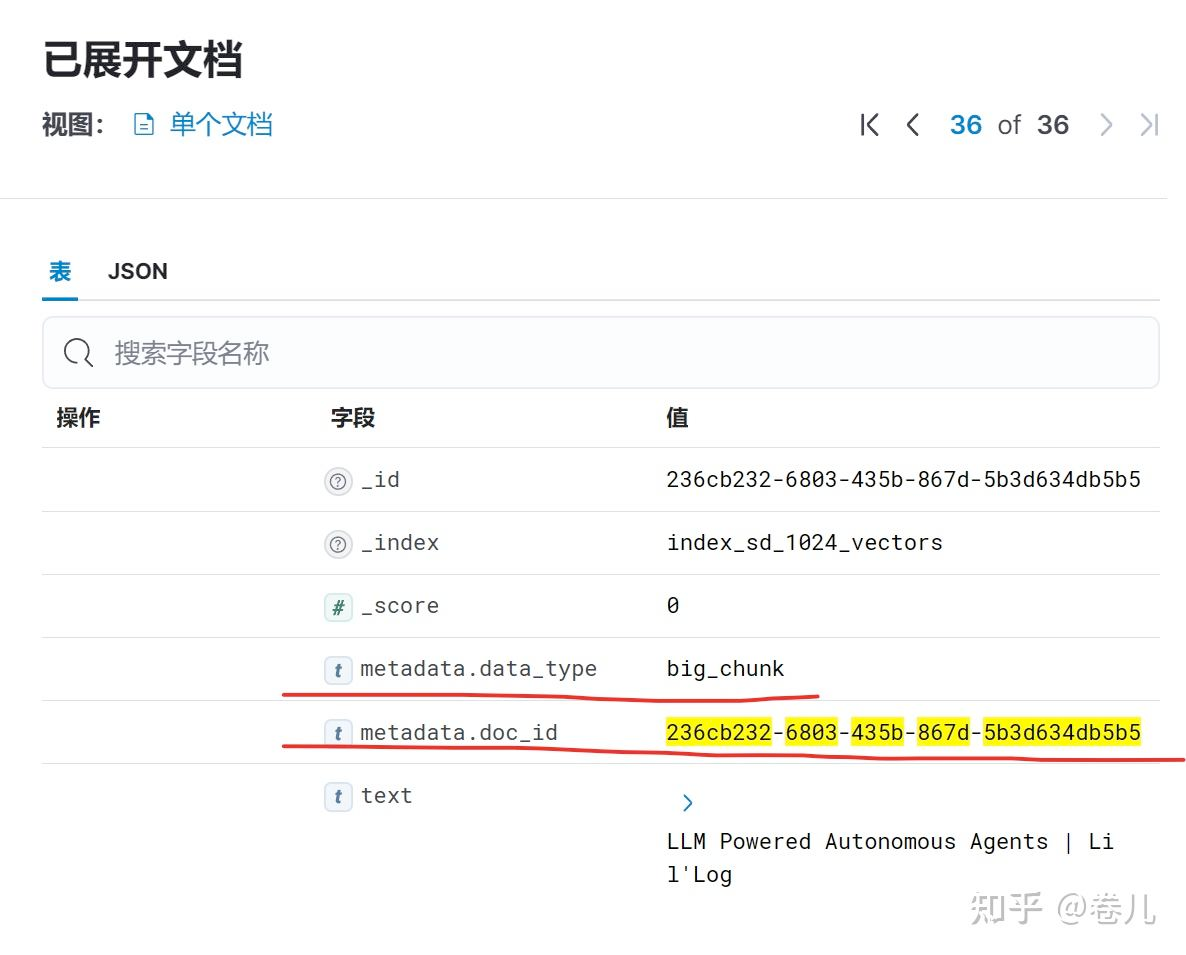 已展开文档
视图： 单个文档 36 of 36
表 JSON
搜索字段名称
操作 字段 值
_id 236cb232-6803-435b-867d-5b3d634db5b5
_index index_sd_1024_vectors
# _score 0
t metadata.data_type big_chunk
t metadata.doc_id 236cb232-6803-435b-867d-5b3d634db5b5
t text
LLM Powered Autonomous Agents | Li
l'Log
知乎 @卷儿